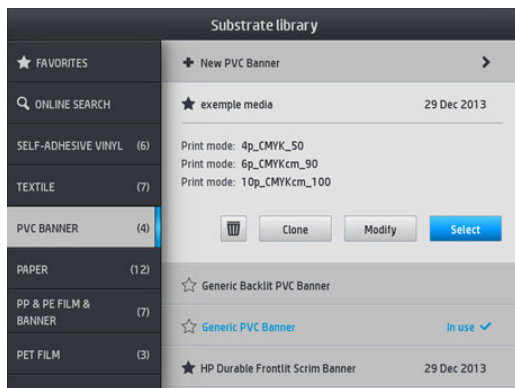 Substrate library
FAVORITES
ONLINE SEARCH
SELF-ADHESIVE VINYL (6)
TEXTILE (7)
PVC BANNER (4)
PAPER (12)
PP & PE FILM &
BANNER (7)
PET FILM (3)
New PVC Banner
exemple media 29 Dec 2013
Print mode: 4p_CMYK_50
Print mode: 6p_CMYKcm_90
Print mode: 10p_CMYKcm_100
Clone Modify Select
Generic Backlit PVC Banner
Generic PVC Banner In use
HP Durable Frontlit Scrim Banner 29 Dec 2013